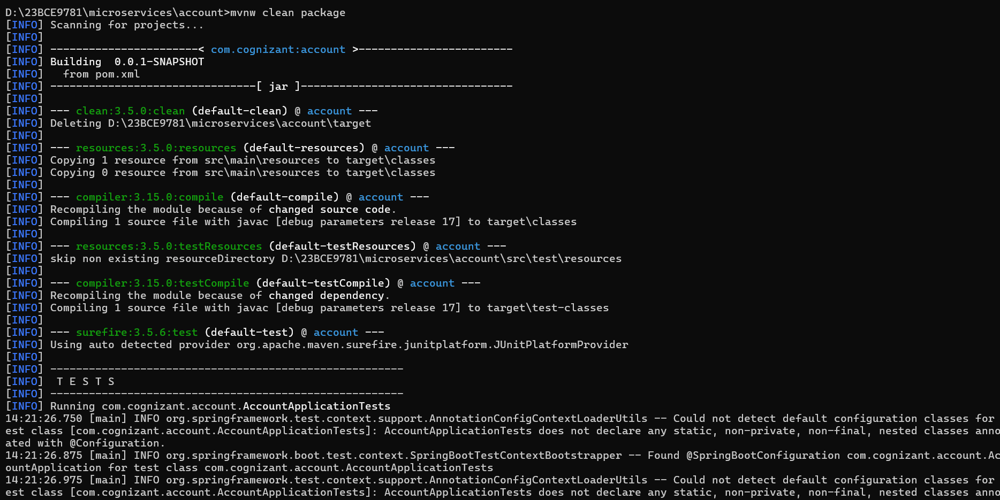 D:\23BCE9781\microservices\account>mvnw clean package
[INFO] Scanning for projects...
[INFO]
[INFO] -----------------------< com.cognizant:account >------------------------
[INFO] Building  0.0.1-SNAPSHOT
[INFO]   from pom.xml
[INFO] --------------------------------[ jar ]---------------------------------
[INFO]
[INFO] --- clean:3.5.0:clean (default-clean) @ account ---
[INFO] Deleting D:\23BCE9781\microservices\account\target
[INFO]
[INFO] --- resources:3.5.0:resources (default-resources) @ account ---
[INFO] Copying 1 resource from src\main\resources to target\classes
[INFO] Copying 0 resource from src\main\resources to target\classes
[INFO]
[INFO] --- compiler:3.15.0:compile (default-compile) @ account ---
[INFO] Recompiling the module because of changed source code.
[INFO] Compiling 1 source file with javac [debug parameters release 17] to target\classes
[INFO]
[INFO] --- resources:3.5.0:testResources (default-testResources) @ account ---
[INFO] skip non existing resourceDirectory D:\23BCE9781\microservices\account\src\test\resources
[INFO]
[INFO] --- compiler:3.15.0:testCompile (default-testCompile) @ account ---
[INFO] Recompiling the module because of changed dependency.
[INFO] Compiling 1 source file with javac [debug parameters release 17] to target\test-classes
[INFO]
[INFO] --- surefire:3.5.6:test (default-test) @ account ---
[INFO] Using auto detected provider org.apache.maven.surefire.junitplatform.JUnitPlatformProvider
[INFO]
[INFO] -------------------------------------------------------
[INFO]  T E S T S
[INFO] -------------------------------------------------------
[INFO] Running com.cognizant.account.AccountApplicationTests
14:21:26.750 [main] INFO org.springframework.test.context.support.AnnotationConfigContextLoaderUtils -- Could not detect default configuration classes for
est class [com.cognizant.account.AccountApplicationTests]: AccountApplicationTests does not declare any static, non-private, non-final, nested classes anno
ated with @Configuration.
14:21:26.875 [main] INFO org.springframework.boot.test.context.SpringBootTestContextBootstrapper -- Found @SpringBootConfiguration com.cognizant.account.Ac
ountApplication for test class com.cognizant.account.AccountApplicationTests
14:21:26.975 [main] INFO org.springframework.test.context.support.AnnotationConfigContextLoaderUtils -- Could not detect default configuration classes for
est class [com.cognizant.account.AccountApplicationTests]: AccountApplicationTests does not declare any static, non-private, non-final, nested classes anno